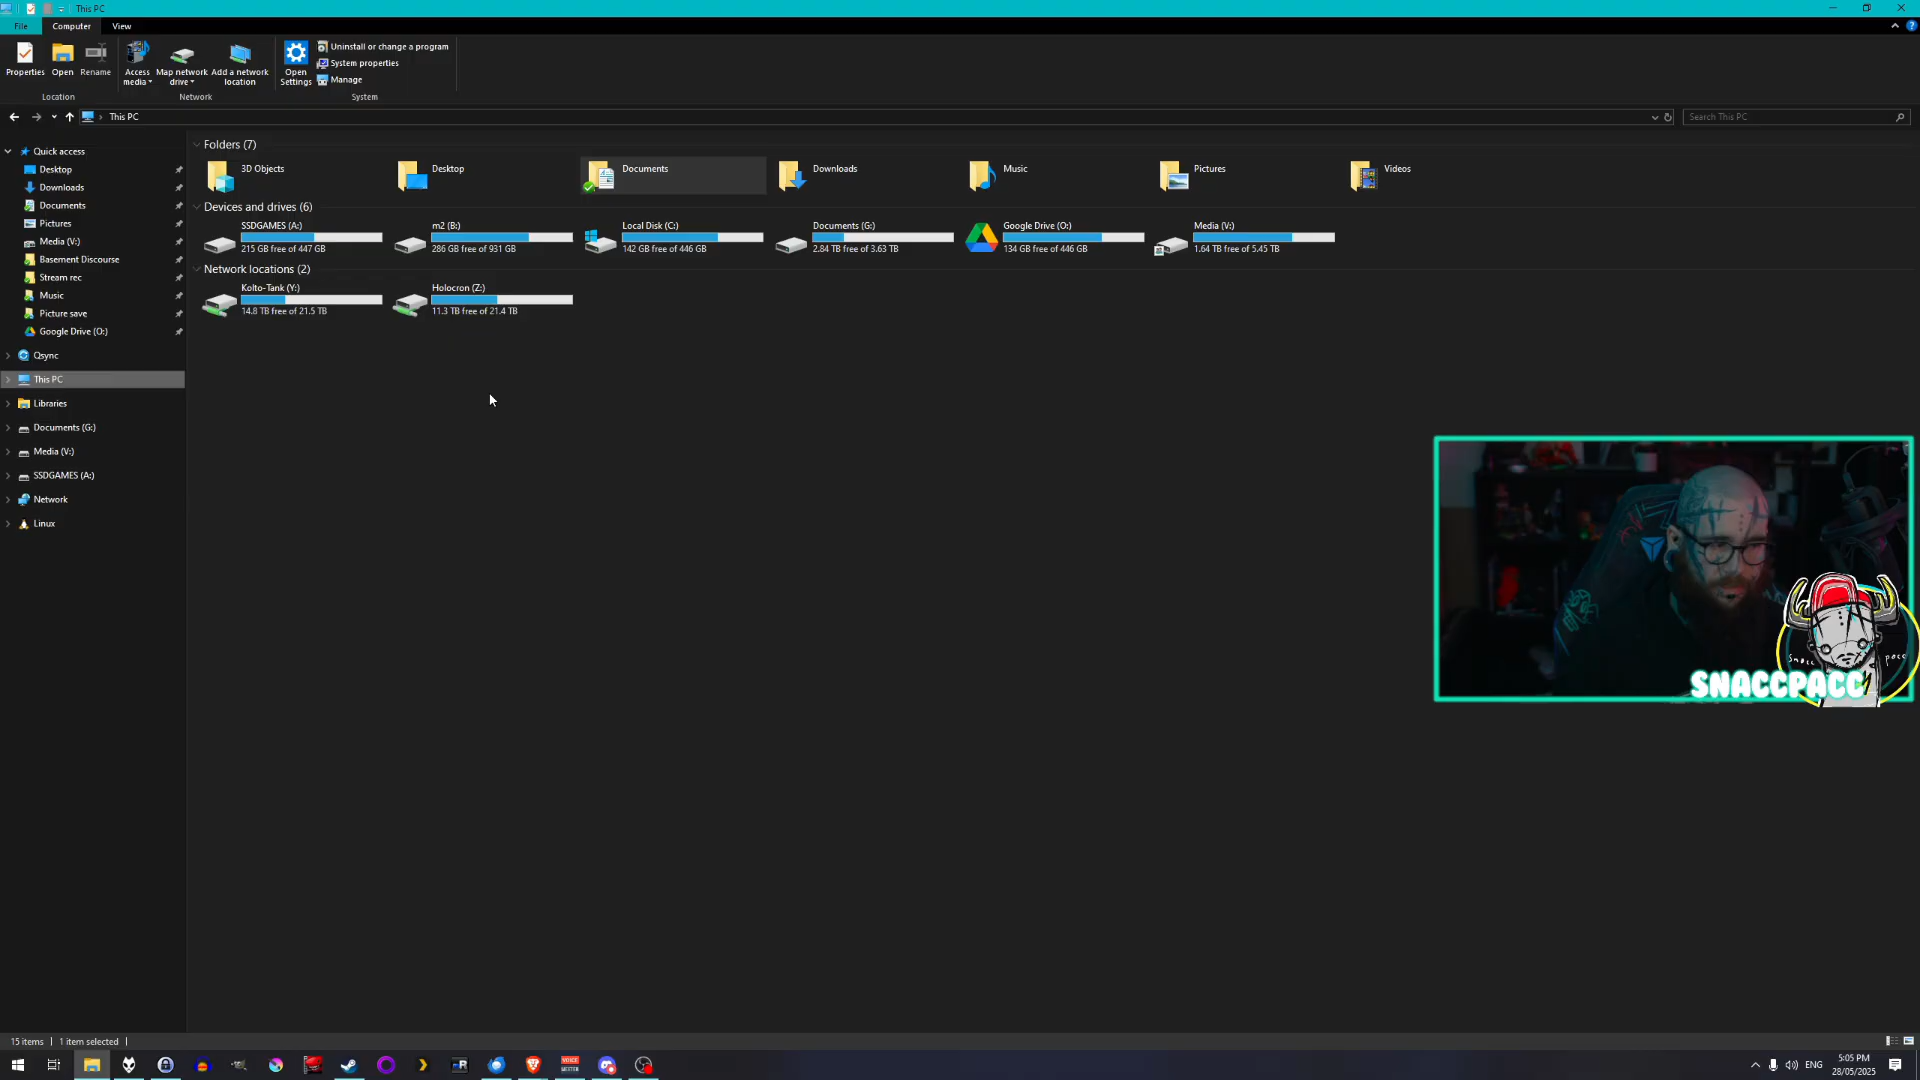 This PC
File
Computer
View
Properties
Open
Rename
Access media
Map network drive
Add a network location
Open Settings
Uninstall or change a program
System properties
Manage
Location
Network
System
This PC
Search This PC
Quick access
Desktop
Downloads
Documents
Pictures
Media (V:)
Basement Discourse
Stream rec
Music
Picture save
Google Drive (O:)
Qsync
This PC
Libraries
Documents (G:)
Media (V:)
SSDGAMES (A:)
Network
Linux
Folders (7)
3D Objects
Desktop
Documents
Downloads
Music
Pictures
Videos
Devices and drives (6)
SSDGAMES (A:)
215 GB free of 447 GB
m2 (B:)
286 GB free of 931 GB
Local Disk (C:)
142 GB free of 446 GB
Documents (G:)
2.84 TB free of 3.63 TB
Google Drive (O:)
134 GB free of 446 GB
Media (V:)
1.64 TB free of 5.45 TB
Network locations (2)
Kolto-Tank (Y:)
14.8 TB free of 21.5 TB
Holocron (Z:)
11.3 TB free of 21.4 TB
SNACCPACC
15 items
1 item selected
VOICE
MEETER
ENG
5:05 PM
28/05/2025